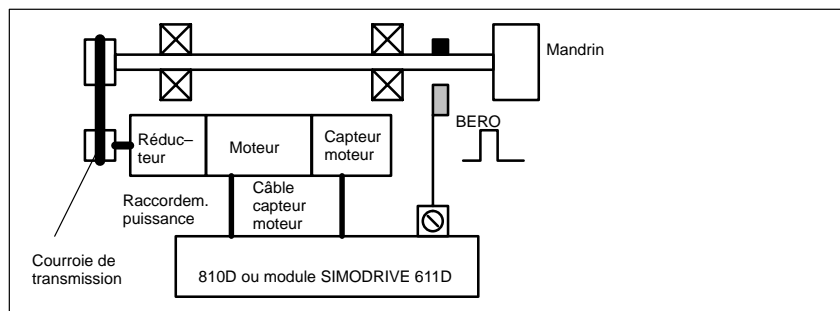 Mandrin
BERO
Réduc–
teur
Moteur
Capteur
moteur
Raccordem.
puissance
Câble
capteur
moteur
Courroie de
transmission
810D ou module SIMODRIVE 611D